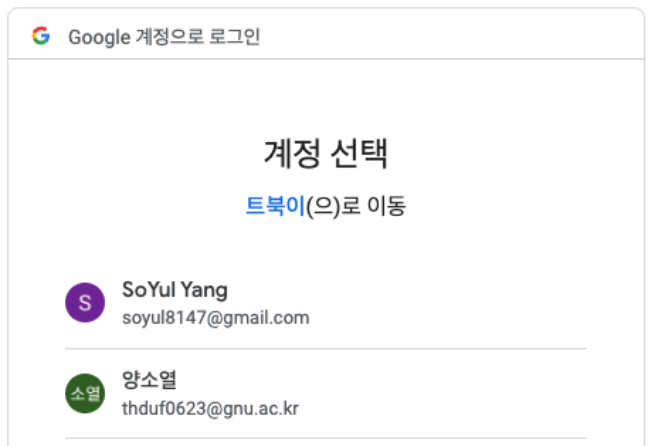 Google 계정으로 로그인
계정 선택
트북이(으)로 이동
S
SoYul Yang
soyul8147@gmail.com
소열
양소열
thduf0623@gnu.ac.kr